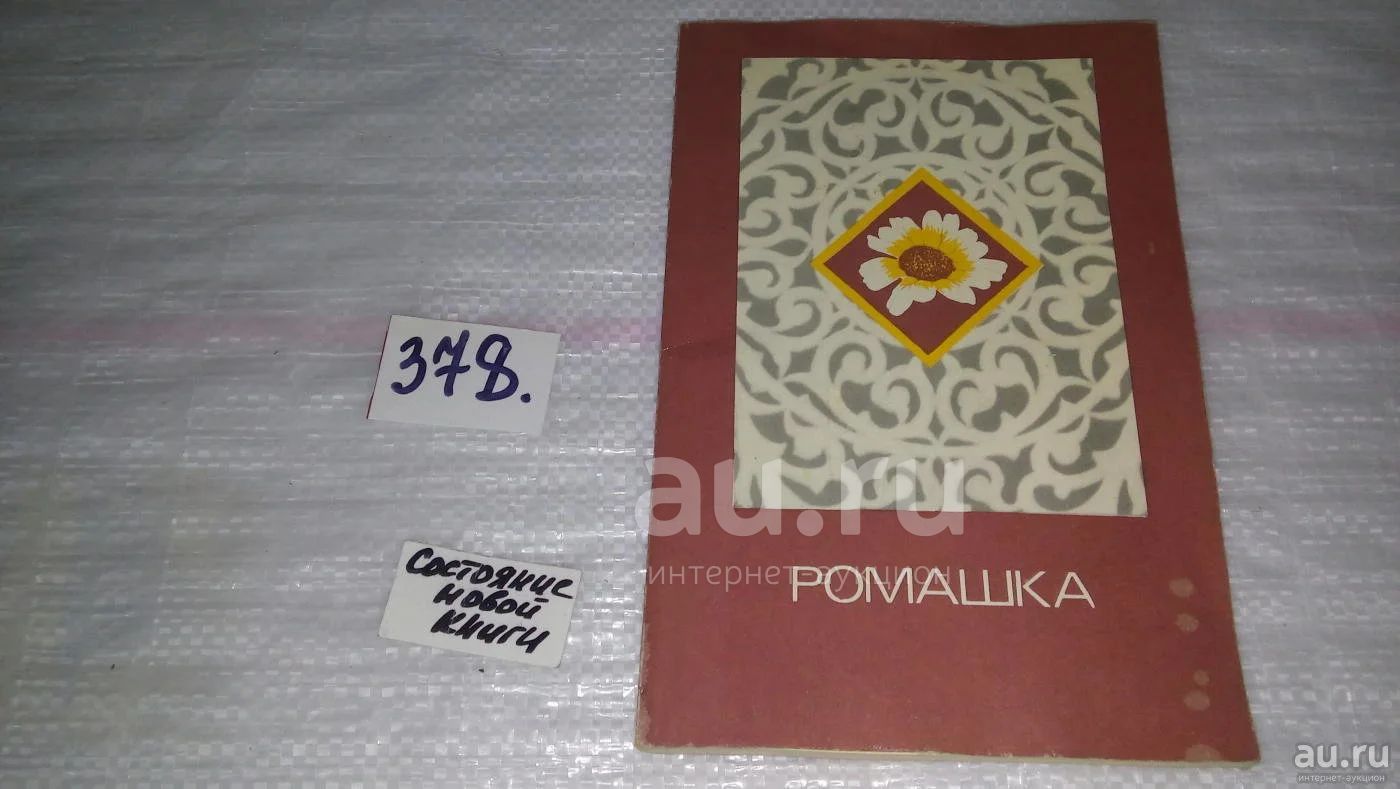 378.
Состояние
новой
книги
РОМАШКА
au.ru
интернет-аукцион
au.ru
интернет-аукцион